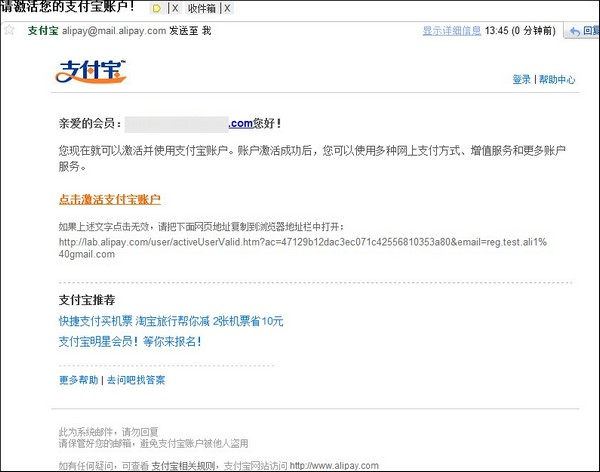 请激活您的支付宝账户！ D | X 收件箱 | X
支付宝 alipay@mail.alipay.com 发送至 我 显示详细信息 13:45 (0 分钟前) 回复
支付宝™
登录 | 帮助中心
亲爱的会员： .com您好！
您现在就可以激活并使用支付宝账户。账户激活成功后，您可以使用多种网上支付方式、增值服务和更多账户
服务。
点击激活支付宝账户
如果上述文字点击无效，请把下面网页地址复制到浏览器地址栏中打开：
http://lab.alipay.com/user/activeUserValid.htm?ac=47129b12dac3ec071c42556810353a80&email=reg.test.ali1%
40gmail.com
支付宝推荐
快捷支付买机票 淘宝旅行帮你减 2张机票省10元
支付宝明星会员！等你来报名！
更多帮助 | 去问吧找答案
此为系统邮件，请勿回复
请保管好您的邮箱，避免支付宝账户被他人盗用
如有任何疑问，可查看 支付宝相关规则，支付宝网站访问 http://www.alipay.com